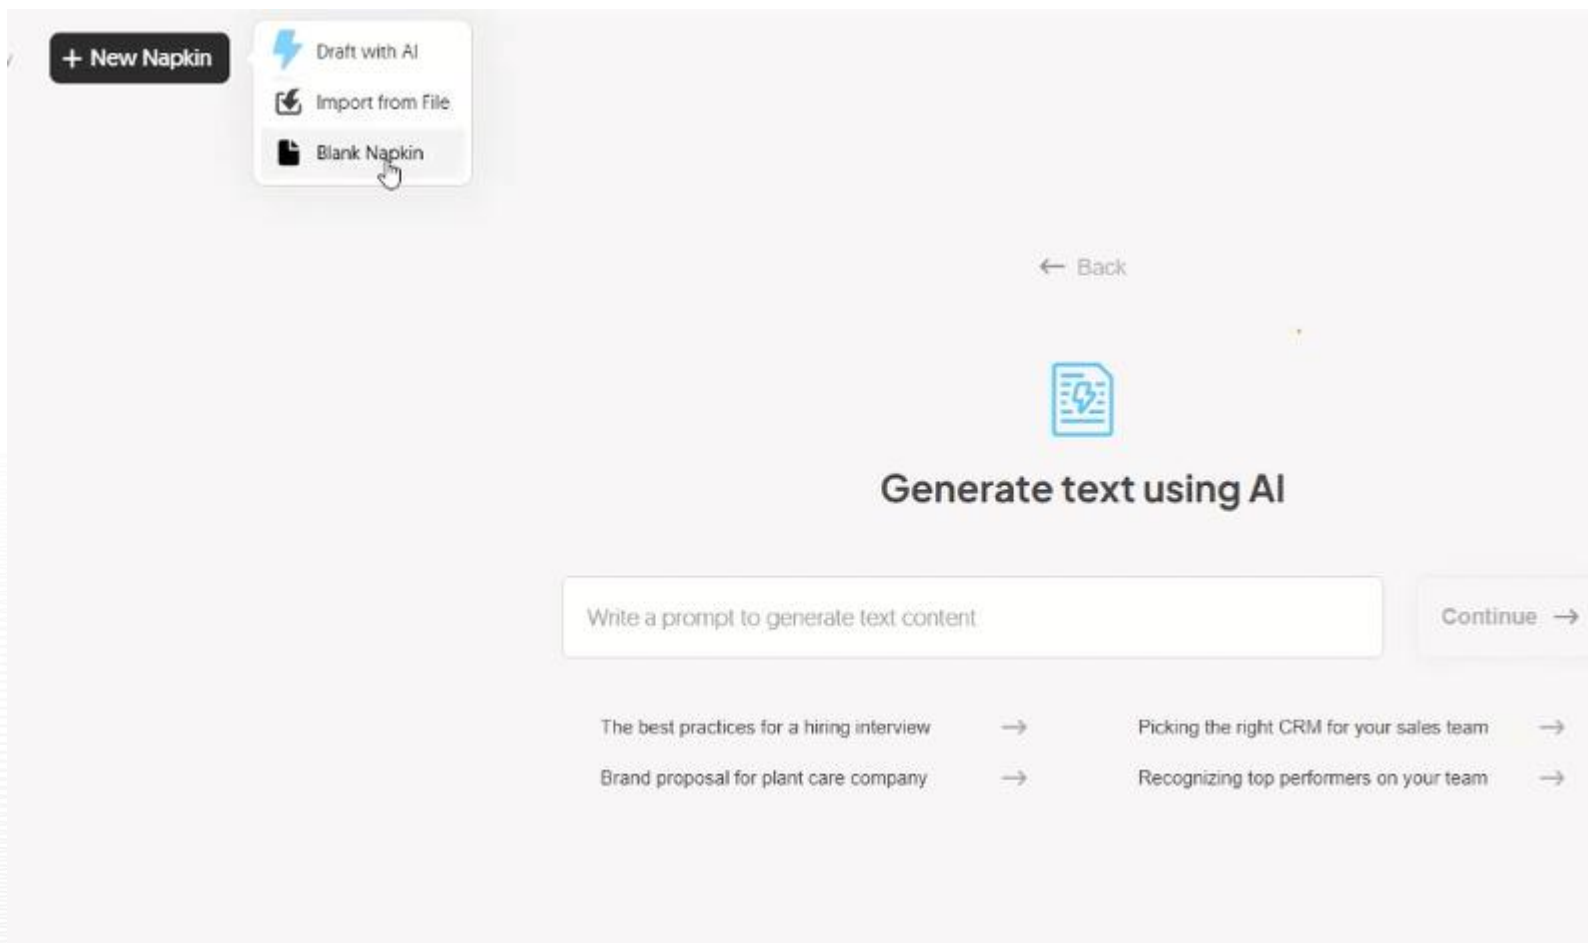 + New Napkin
Draft with AI
Import from File
Blank Napkin
← Back
Generate text using AI
Write a prompt to generate text content
Continue →
The best practices for a hiring interview →
Picking the right CRM for your sales team →
Brand proposal for plant care company →
Recognizing top performers on your team →